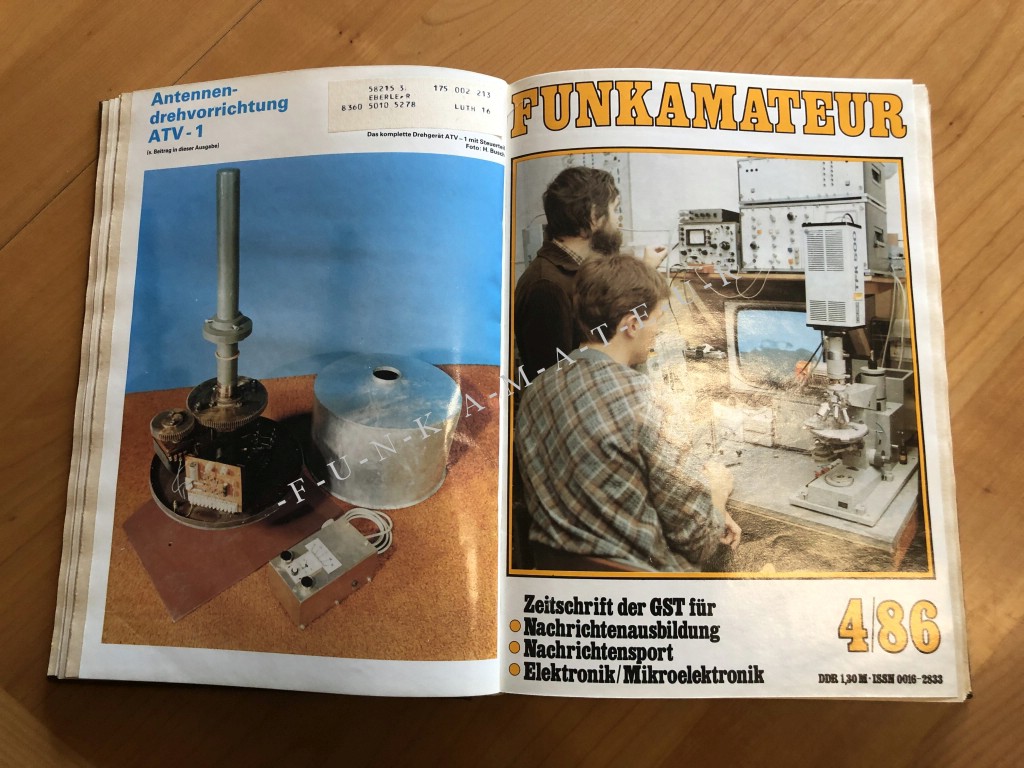 Antennen-
drehvorrichtung
ATV-1
(s. Beitrag in dieser Ausgabe)
58215 3. 175 002 213
EBERLE,R
8360 5010 5278 LUTH 16
Das komplette Drehgerät ATV-1 mit Steuerteil
Foto: H. Busch
FUNKAMATEUR
-F-U-N-K-A-M-A-T-E-U-R-
Zeitschrift der GST für
Nachrichtenausbildung
Nachrichtensport
Elektronik/Mikroelektronik
4/86
DDR 1,30 M · ISSN 0016-2833